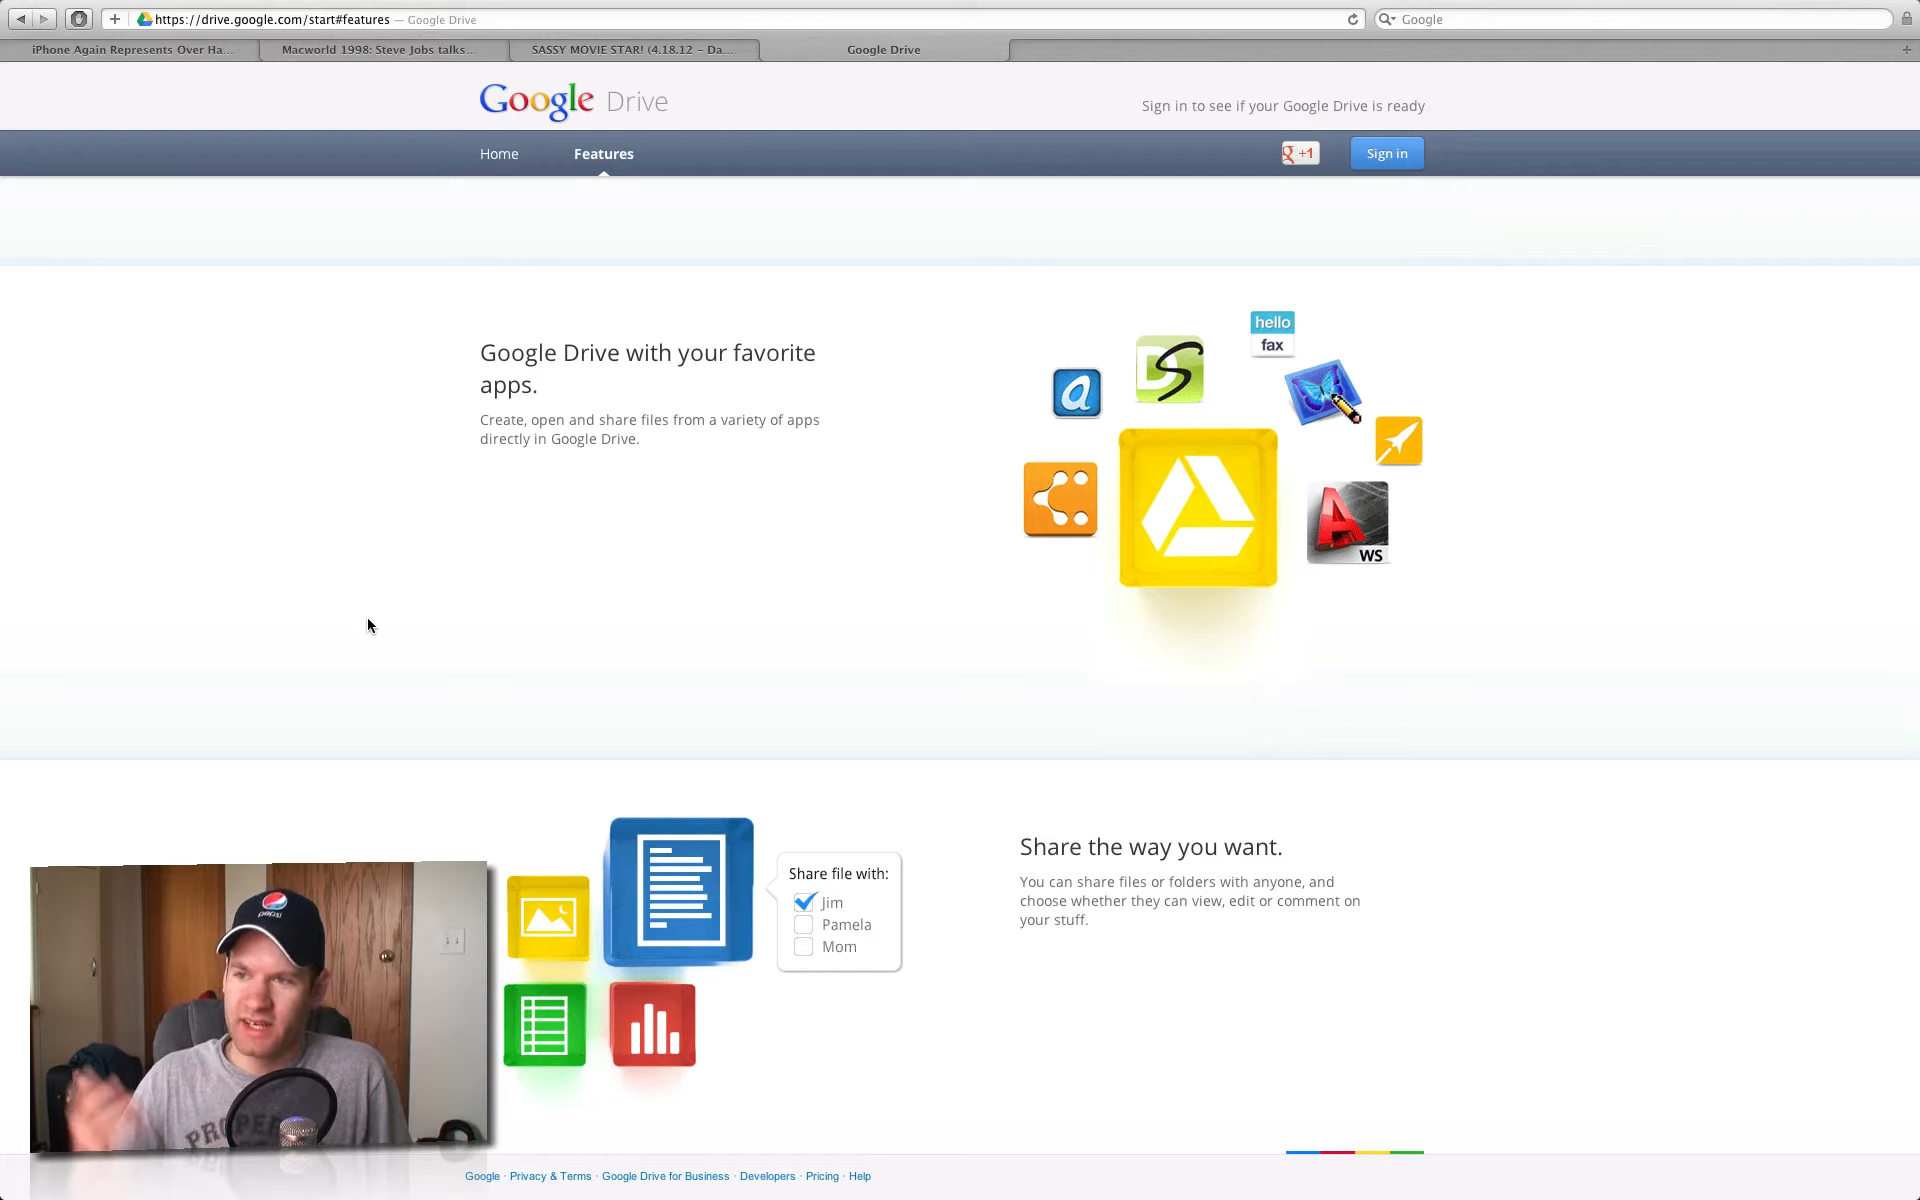 https://drive.google.com/start#features — Google Drive
Google
iPhone Again Represents Over Ha...
Macworld 1998: Steve Jobs talks...
SASSY MOVIE STAR! (4.18.12 – Da...
Google Drive
Google Drive
Sign in to see if your Google Drive is ready
Home
Features
g +1
Sign in
hello
fax
Google Drive with your favorite
apps.
Create, open and share files from a variety of apps
directly in Google Drive.
a
DS
A
WS
Share file with:
Jim
Pamela
Mom
Share the way you want.
You can share files or folders with anyone, and
choose whether they can view, edit or comment on
your stuff.
pepsi
Google · Privacy & Terms · Google Drive for Business · Developers · Pricing · Help